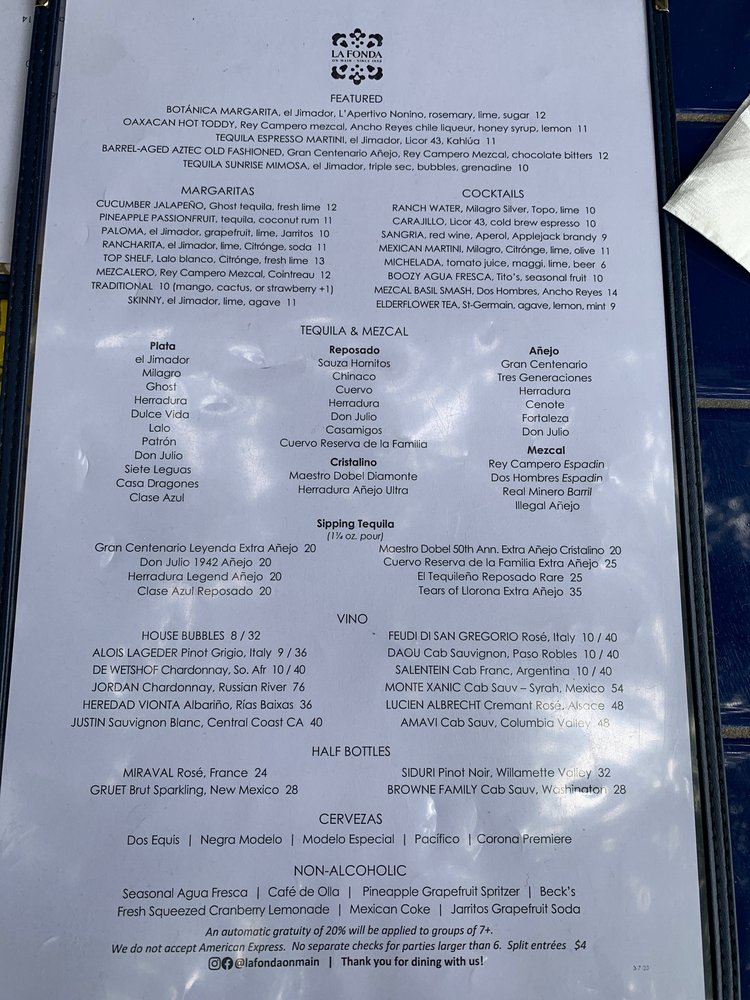 LA FONDA
ON MAIN · SINCE 1932
FEATURED
BOTÁNICA MARGARITA, el Jimador, L'Apertivo Nonino, rosemary, lime, sugar 12
OAXACAN HOT TODDY, Rey Campero mezcal, Ancho Reyes chile liqueur, honey syrup, lemon 11
TEQUILA ESPRESSO MARTINI, el Jimador, Licor 43, Kahlúa 11
BARREL-AGED AZTEC OLD FASHIONED, Gran Centenario Añejo, Rey Campero Mezcal, chocolate bitters 12
TEQUILA SUNRISE MIMOSA, el Jimador, triple sec, bubbles, grenadine 10
MARGARITAS
CUCUMBER JALAPEÑO, Ghost tequila, fresh lime 12
PINEAPPLE PASSIONFRUIT, tequila, coconut rum 11
PALOMA, el Jimador, grapefruit, lime, Jarritos 10
RANCHARITA, el Jimador, lime, Citrónge, soda 11
TOP SHELF, Lalo blanco, Citrónge, fresh lime 13
MEZCALERO, Rey Campero Mezcal, Cointreau 12
TRADITIONAL 10 (mango, cactus, or strawberry +1)
SKINNY, el Jimador, lime, agave 11
COCKTAILS
RANCH WATER, Milagro Silver, Topo, lime 10
CARAJILLO, Licor 43, cold brew espresso 10
SANGRIA, red wine, Aperol, Applejack brandy 9
MEXICAN MARTINI, Milagro, Citrónge, lime, olive 11
MICHELADA, tomato juice, maggi, lime, beer 6
BOOZY AGUA FRESCA, Tito's, seasonal fruit 10
MEZCAL BASIL SMASH, Dos Hombres, Ancho Reyes 14
ELDERFLOWER TEA, St-Germain, agave, lemon, mint 9
TEQUILA & MEZCAL
Plata
el Jimador
Milagro
Ghost
Herradura
Dulce Vida
Lalo
Patrón
Don Julio
Siete Leguas
Casa Dragones
Clase Azul
Reposado
Sauza Hornitos
Chinaco
Cuervo
Herradura
Don Julio
Casamigos
Cuervo Reserva de la Familia
Cristalino
Maestro Dobel Diamonte
Herradura Añejo Ultra
Añejo
Gran Centenario
Tres Generaciones
Herradura
Cenote
Fortaleza
Don Julio
Mezcal
Rey Campero Espadin
Dos Hombres Espadin
Real Minero Barril
Illegal Añejo
Sipping Tequila
(1¼ oz. pour)
Gran Centenario Leyenda Extra Añejo 20
Don Julio 1942 Añejo 20
Herradura Legend Añejo 20
Clase Azul Reposado 20
Maestro Dobel 50th Ann. Extra Añejo Cristalino 20
Cuervo Reserva de la Familia Extra Añejo 25
El Tequileño Reposado Rare 25
Tears of Llorona Extra Añejo 35
VINO
HOUSE BUBBLES 8 / 32
ALOIS LAGEDER Pinot Grigio, Italy 9 / 36
DE WETSHOF Chardonnay, So. Afr 10 / 40
JORDAN Chardonnay, Russian River 76
HEREDAD VIONTA Albariño, Rías Baixas 36
JUSTIN Sauvignon Blanc, Central Coast CA 40
FEUDI DI SAN GREGORIO Rosé, Italy 10 / 40
DAOU Cab Sauvignon, Paso Robles 10 / 40
SALENTEIN Cab Franc, Argentina 10 / 40
MONTE XANIC Cab Sauv – Syrah, Mexico 54
LUCIEN ALBRECHT Cremant Rosé, Alsace 48
AMAVI Cab Sauv, Columbia Valley 48
HALF BOTTLES
MIRAVAL Rosé, France 24
GRUET Brut Sparkling, New Mexico 28
SIDURI Pinot Noir, Willamette Valley 32
BROWNE FAMILY Cab Sauv, Washington 28
CERVEZAS
Dos Equis | Negra Modelo | Modelo Especial | Pacífico | Corona Premiere
NON-ALCOHOLIC
Seasonal Agua Fresca | Café de Olla | Pineapple Grapefruit Spritzer | Beck's
Fresh Squeezed Cranberry Lemonade | Mexican Coke | Jarritos Grapefruit Soda
An automatic gratuity of 20% will be applied to groups of 7+.
We do not accept American Express. No separate checks for parties larger than 6. Split entrées $4
@lafondaonmain | Thank you for dining with us!